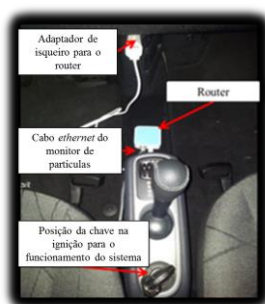 Adaptador de
isqueiro para o
router
Router
Cabo ethernet do
monitor de
partículas
Posição da chave na
ignição para o
funcionamento do sistema